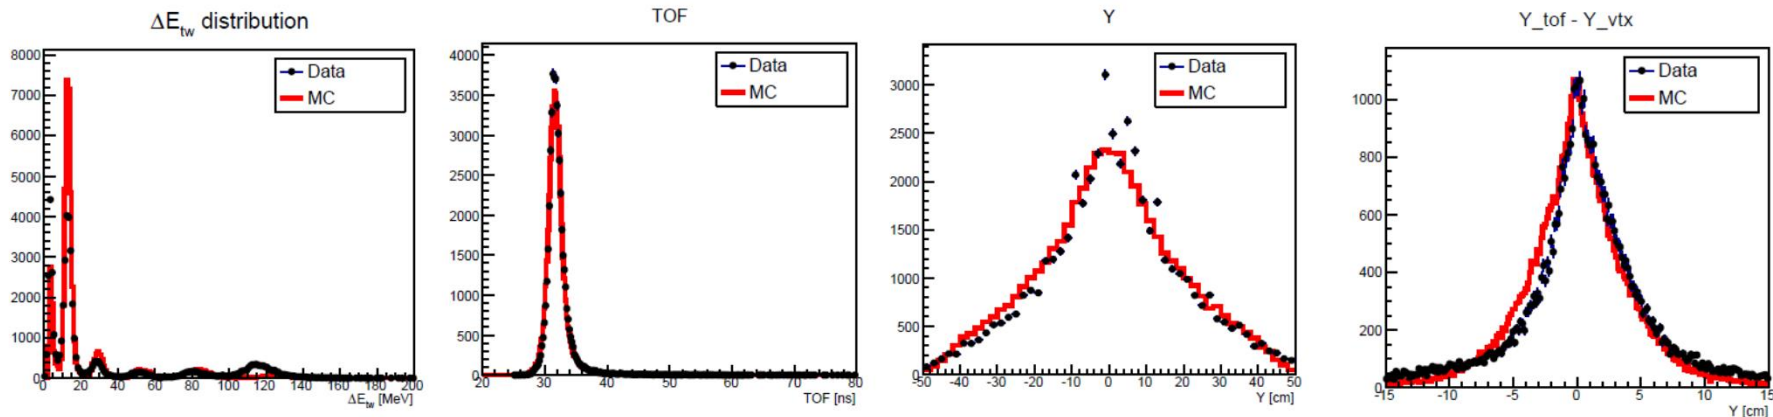 ΔE_tw distribution
8000
7000
6000
5000
4000
3000
2000
1000
0
0 20 40 60 80 100 120 140 160 180 200
ΔE_tw [MeV]
Data
MC
TOF
4000
3500
3000
2500
2000
1500
1000
500
0
20 30 40 50 60 70 80
TOF [ns]
Data
MC
Y
3000
2500
2000
1500
1000
500
0
-50 -40 -30 -20 -10 0 10 20 30 40 50
Y [cm]
Data
MC
Y_tof - Y_vtx
1000
800
600
400
200
0
-15 -10 -5 0 5 10 15
Y [cm]
Data
MC